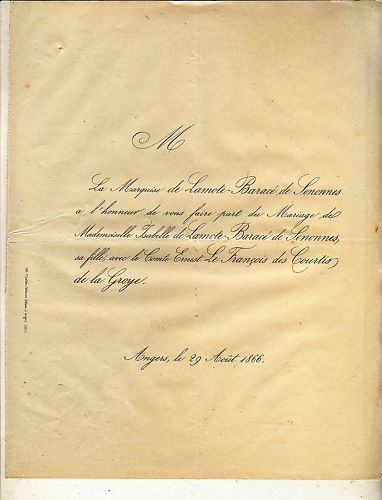 M
La Marquise de Lamote-Baracé de Senonnes
a l'honneur de vous faire part du Mariage de
Mademoiselle Isabelle de Lamote-Baracé de Senonnes,
sa fille, avec le Comte Ernest Le François des Courtis
de la Groye.
Angers, le 29 Août 1866.